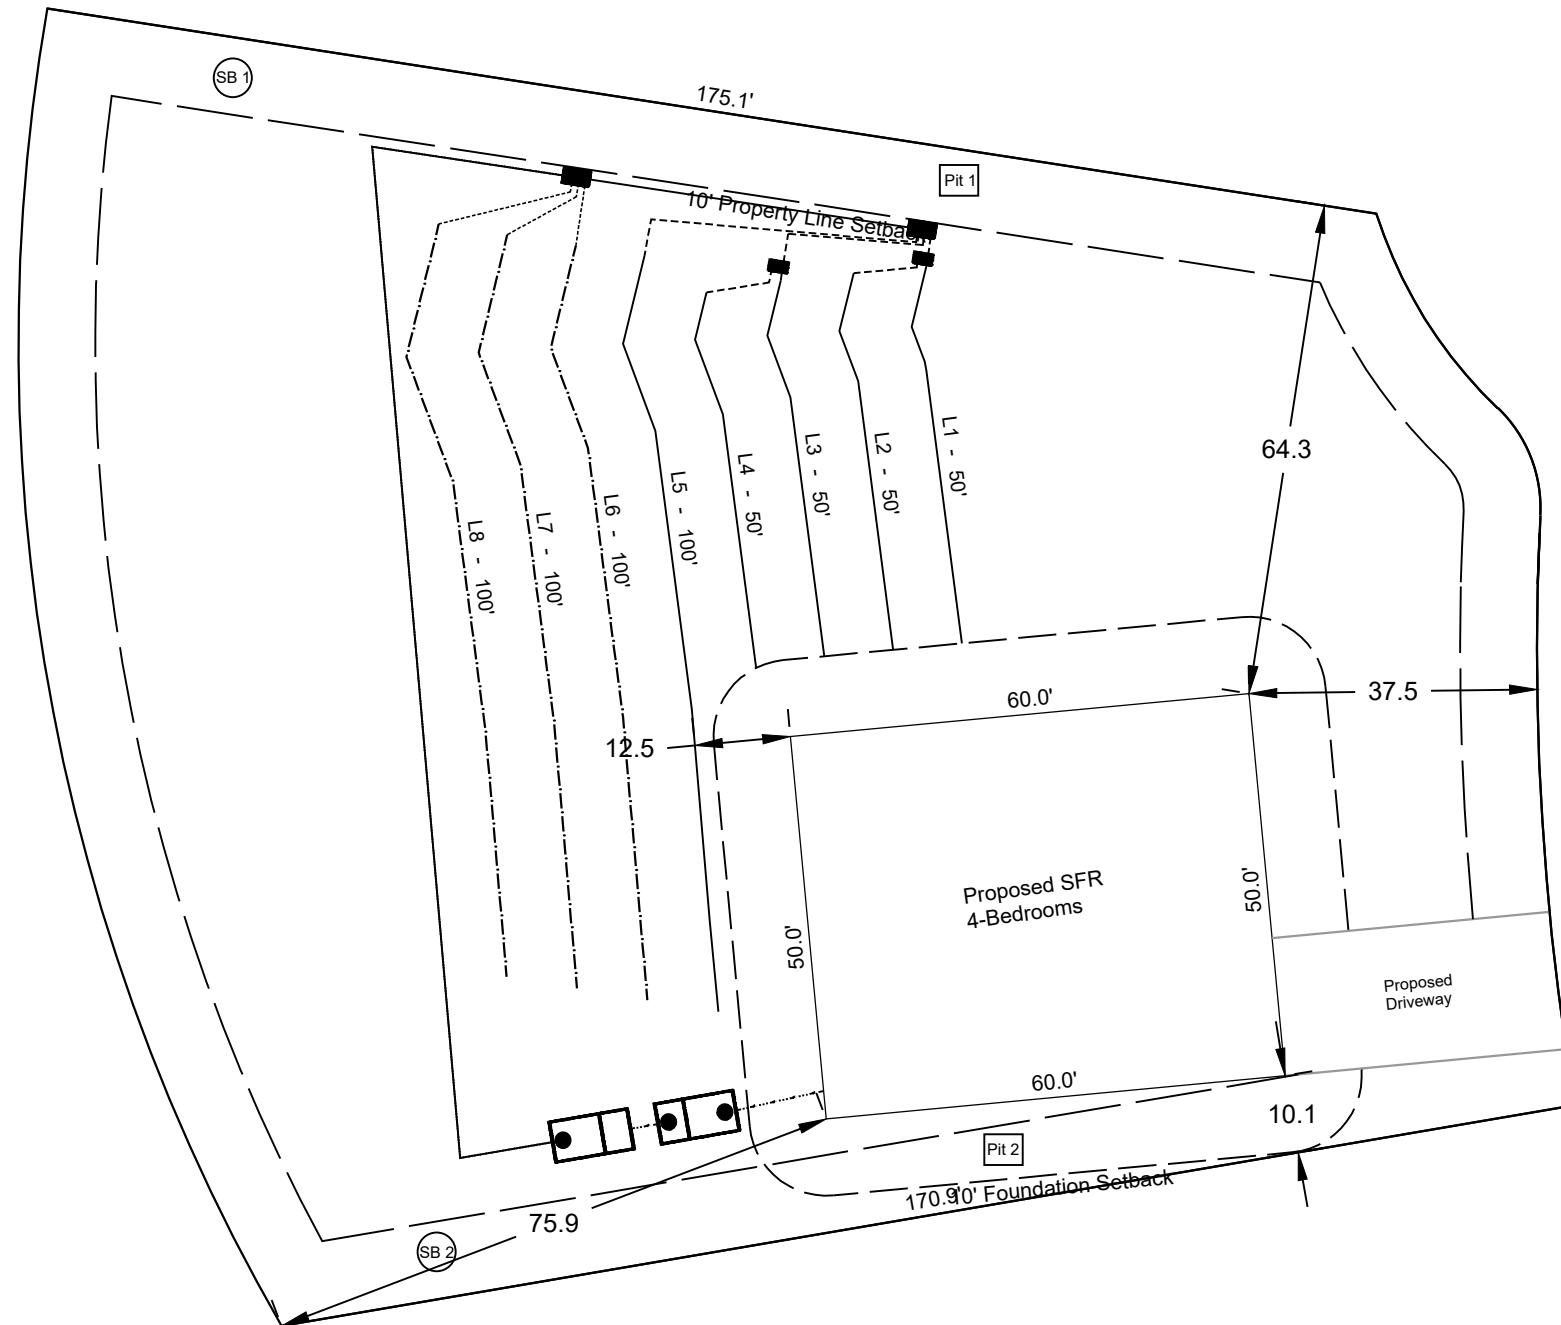 SB 1
175.1'
Pit 1
10' Property Line Setback
64.3
L1 - 50'
L2 - 50'
L3 - 50'
L4 - 50'
L5 - 100'
L6 - 100'
L7 - 100'
L8 - 100'
60.0'
37.5
12.5
Proposed SFR
4-Bedrooms
50.0'
50.0'
Proposed
Driveway
60.0'
10.1
Pit 2
170.9'
10' Foundation Setback
75.9
SB 2